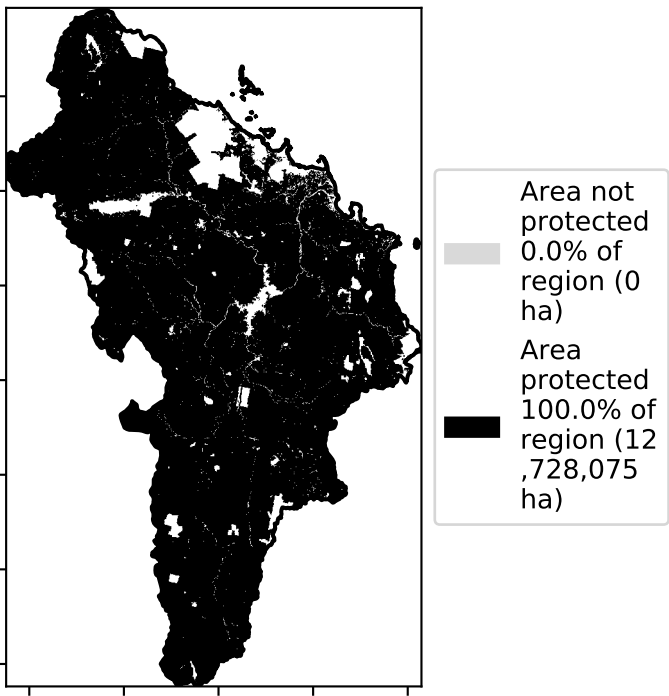 Area not
protected
0.0% of
region (0
ha)
Area
protected
100.0% of
region (12
,728,075
ha)